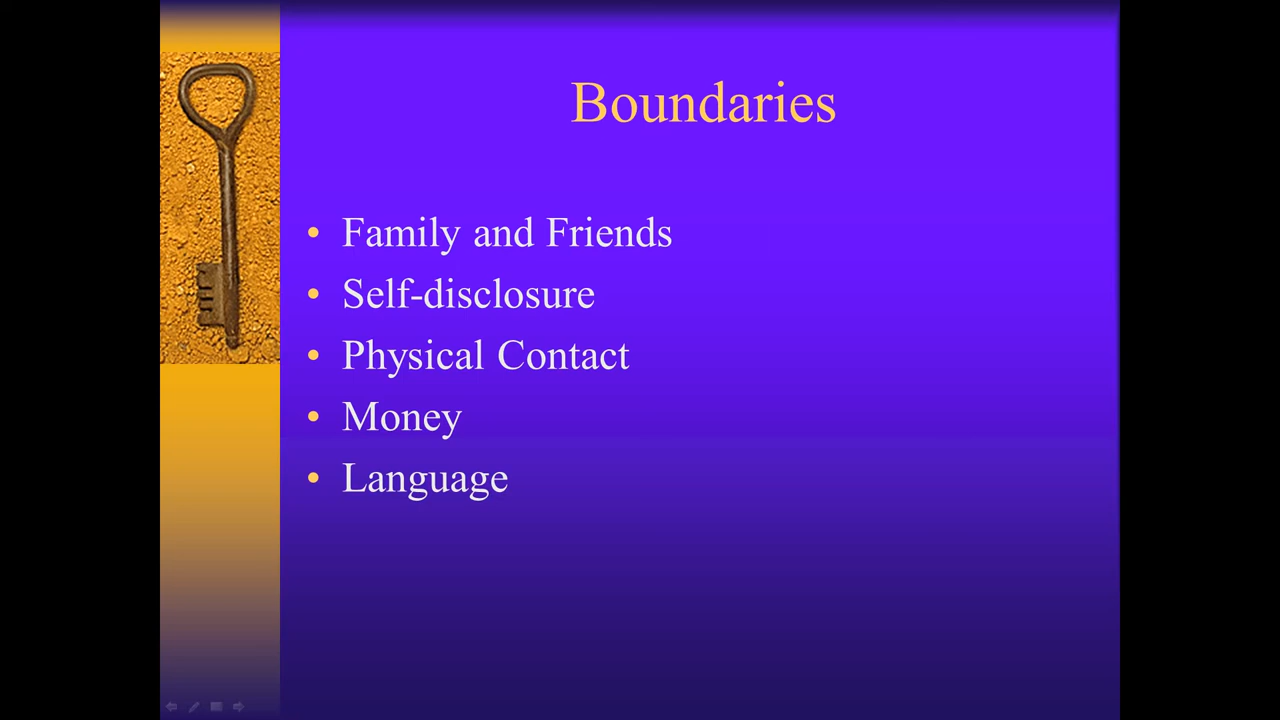 Boundaries
• Family and Friends
• Self-disclosure
• Physical Contact
• Money
• Language